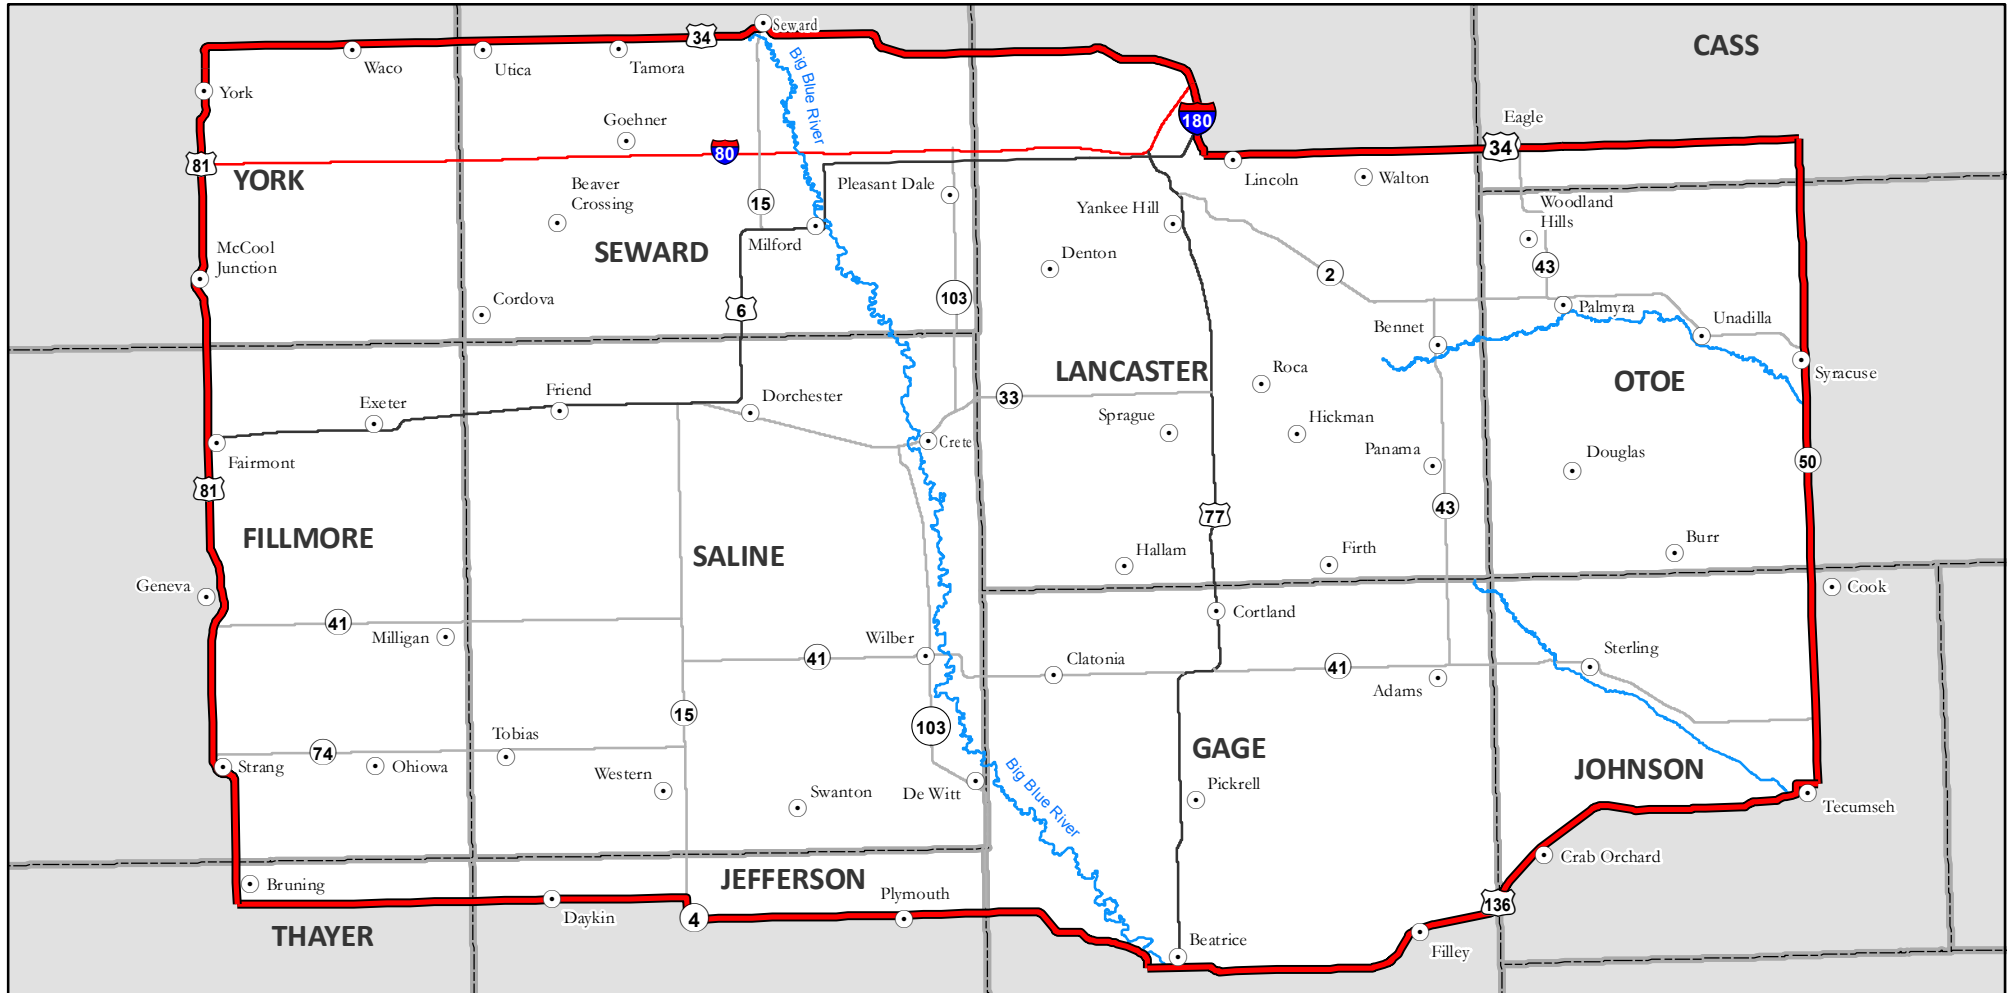 Seward
34
CASS
Waco
Utica
Tamora
Big Blue River
York
Goehner
180
Eagle
34
81
80
YORK
Beaver
Crossing
Pleasant Dale
15
Lincoln
Walton
Yankee Hill
Woodland
Hills
McCool
Junction
SEWARD
Milford
Denton
2
43
Cordova
6
103
Palmyra
Unadilla
Bennet
LANCASTER
Roca
OTOE
Syracuse
Exeter
Friend
Dorchester
33
Sprague
Hickman
Fairmont
Crete
Panama
Douglas
50
81
43
77
FILLMORE
SALINE
Hallam
Firth
Burr
Geneva
Cook
41
Milligan
Wilber
Cortland
41
Clatonia
41
Sterling
Adams
15
103
74
Tobias
Strang
Ohiowa
Western
Swanton
De Witt
Big Blue River
GAGE
Pickrell
JOHNSON
Tecumseh
Crab Orchard
Bruning
JEFFERSON
Plymouth
136
Daykin
4
THAYER
Beatrice
Filley